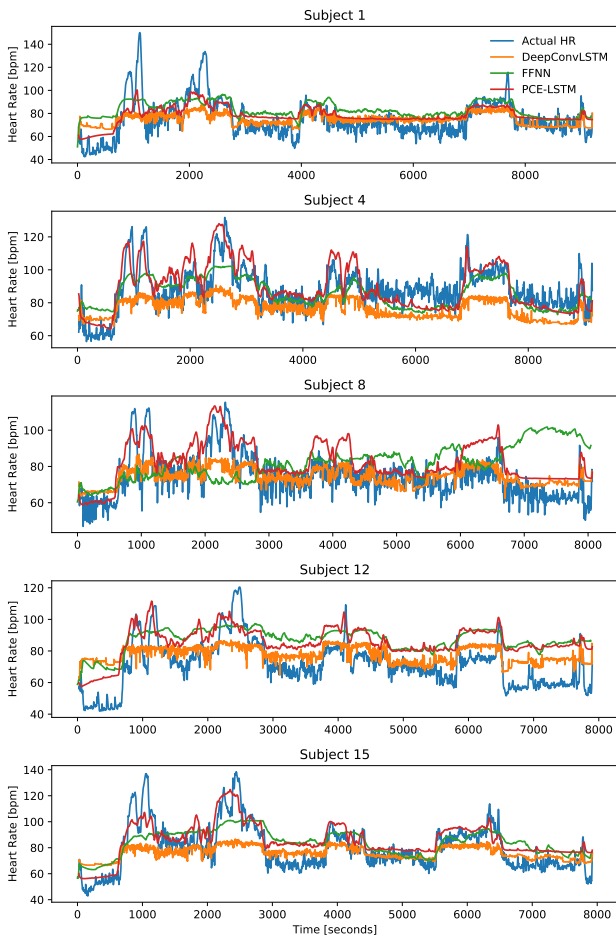 Subject 1
Actual HR
DeepConvLSTM
FFNN
PCE-LSTM
Heart Rate [bpm]
140
120
100
80
60
40
0 2000 4000 6000 8000
Subject 4
Heart Rate [bpm]
120
100
80
60
0 2000 4000 6000 8000
Subject 8
Heart Rate [bpm]
100
80
60
0 1000 2000 3000 4000 5000 6000 7000 8000
Subject 12
Heart Rate [bpm]
120
100
80
60
40
0 1000 2000 3000 4000 5000 6000 7000 8000
Subject 15
Heart Rate [bpm]
140
120
100
80
60
40
0 1000 2000 3000 4000 5000 6000 7000 8000
Time [seconds]